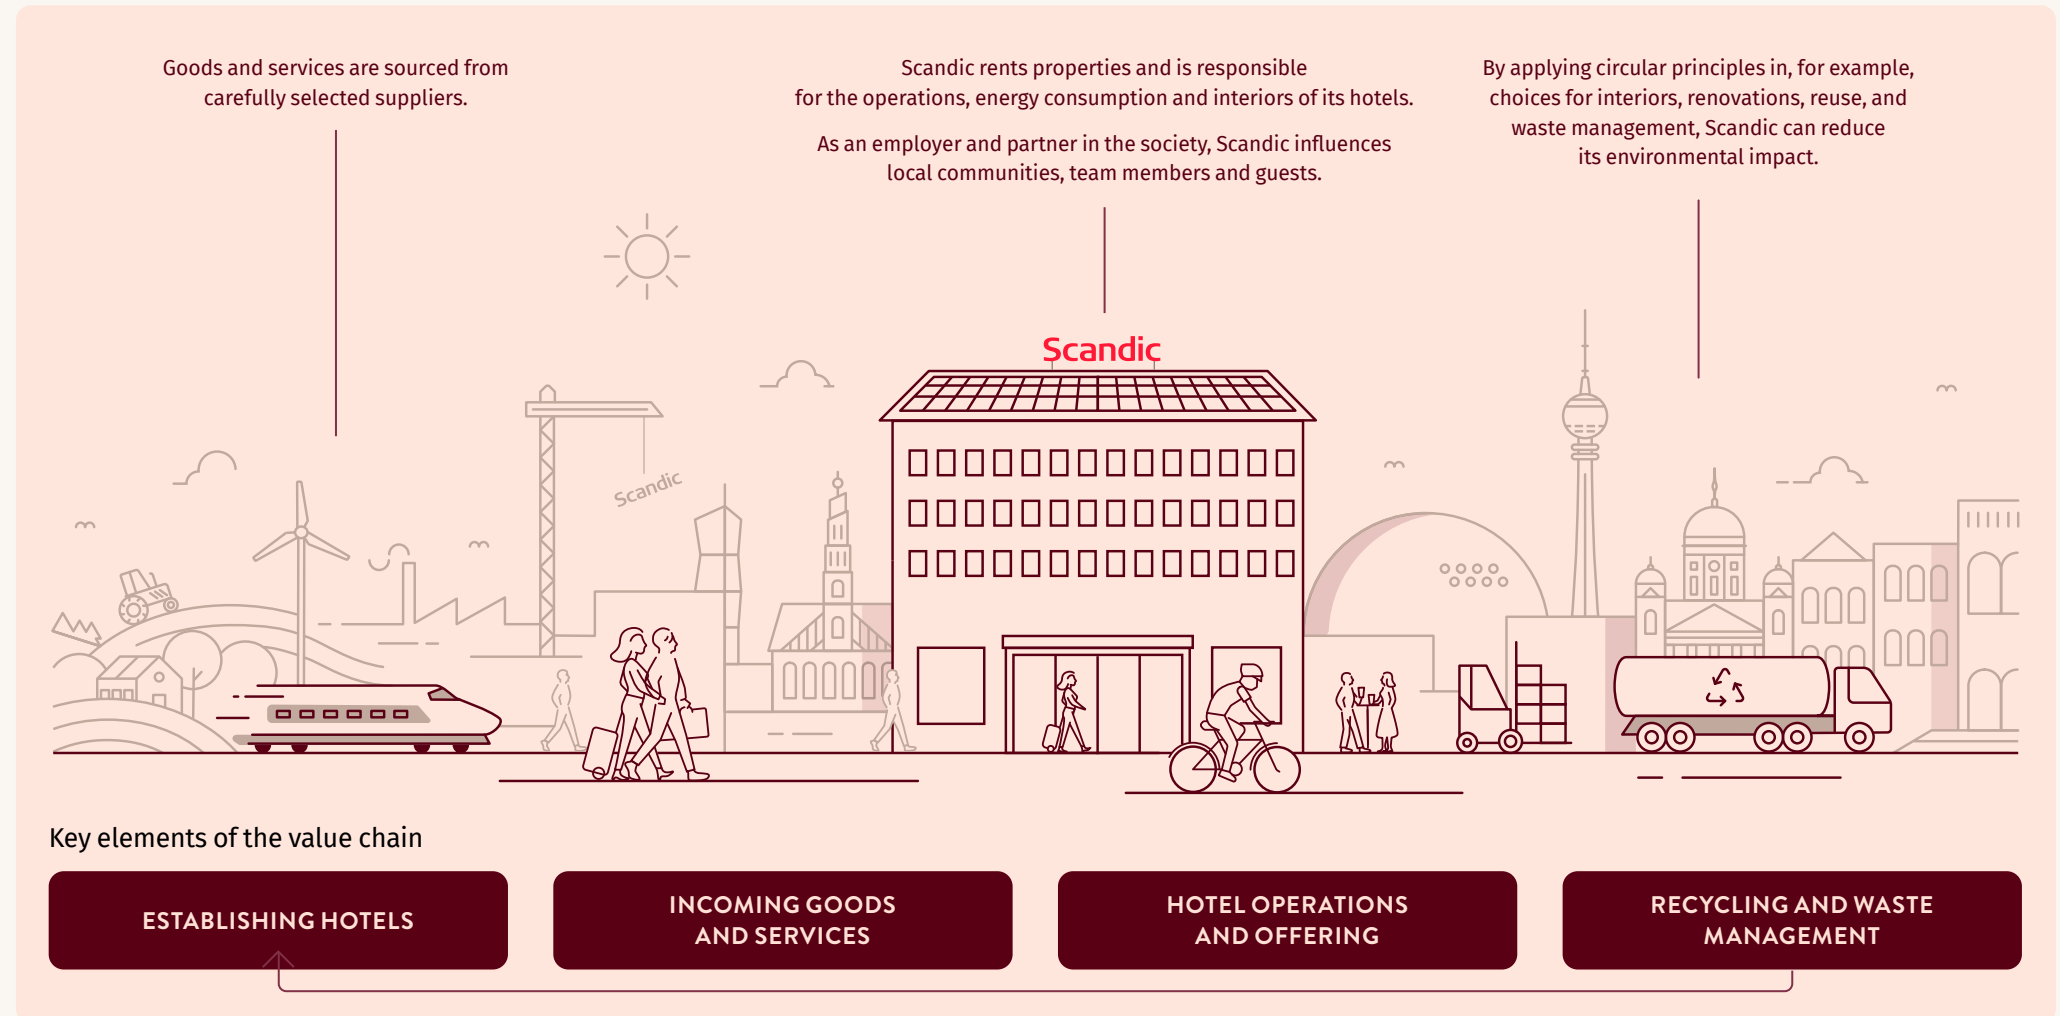 Goods and services are sourced from
carefully selected suppliers.
Scandic rents properties and is responsible
for the operations, energy consumption and interiors of its hotels.
As an employer and partner in the society, Scandic influences
local communities, team members and guests.
By applying circular principles in, for example,
choices for interiors, renovations, reuse, and
waste management, Scandic can reduce
its environmental impact.
Scandic
Scandic
Key elements of the value chain
ESTABLISHING HOTELS
INCOMING GOODS
AND SERVICES
HOTEL OPERATIONS
AND OFFERING
RECYCLING AND WASTE
MANAGEMENT